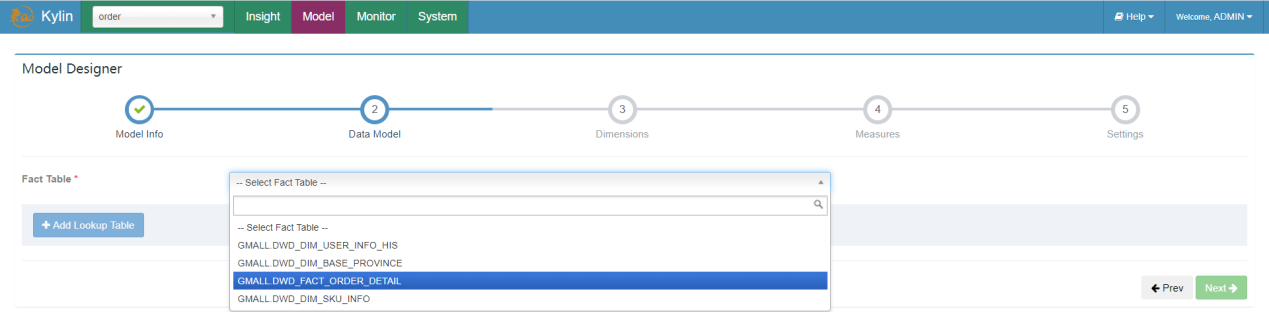 Kylin order Insight Model Monitor System Help Welcome, ADMIN
Model Designer
2 3 4 5
Model Info Data Model Dimensions Measures Settings
Fact Table * -- Select Fact Table --
+ Add Lookup Table
-- Select Fact Table --
GMALL.DWD_DIM_USER_INFO_HIS
GMALL.DWD_DIM_BASE_PROVINCE
GMALL.DWD_FACT_ORDER_DETAIL
GMALL.DWD_DIM_SKU_INFO
← Prev Next →